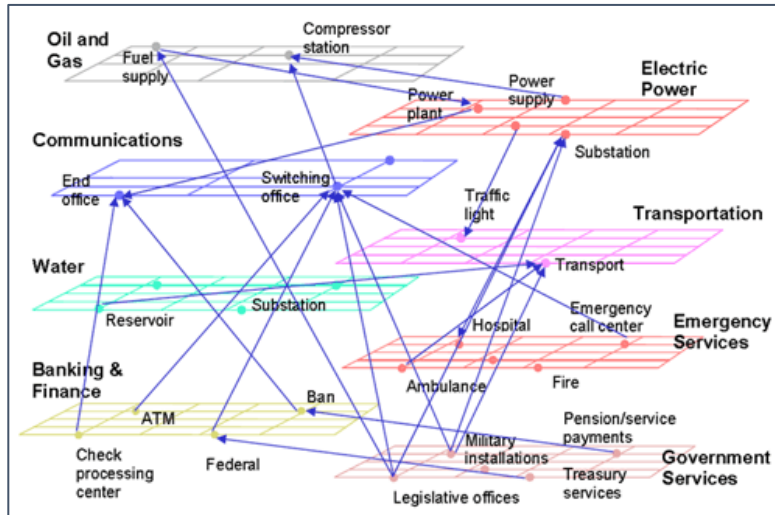 Oil and
Gas
Compressor
station
Fuel
supply
Electric
Power
Power
supply
Power
plant
Substation
Communications
End
office
Switching
office
Traffic
light
Transportation
Transport
Water
Reservoir
Substation
Hospital
Emergency
call center
Emergency
Services
Ambulance
Fire
Banking &
Finance
Ban
ATM
Check
processing
center
Federal
Military
installations
Pension/service
payments
Government
Services
Legislative offices
Treasury
services